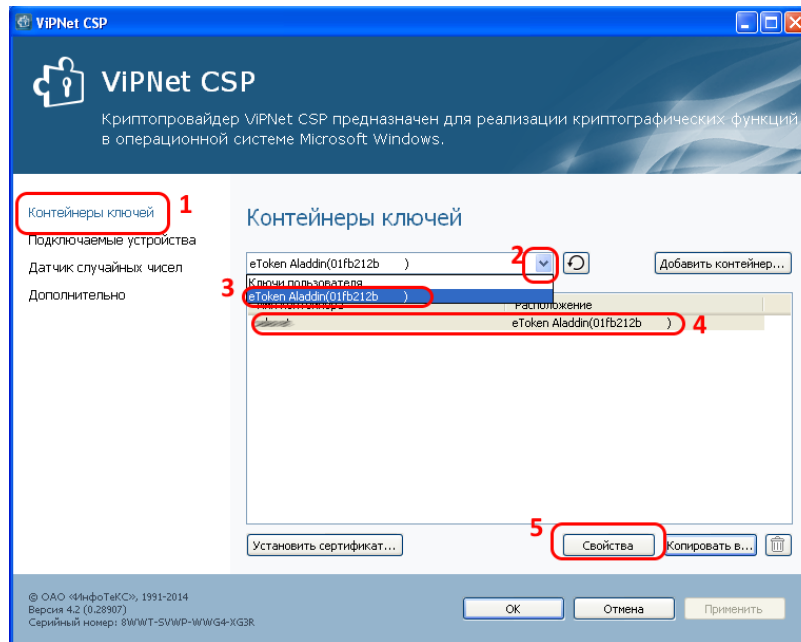 ViPNet CSP
ViPNet CSP
Криптопровайдер ViPNet CSP предназначен для реализации криптографических функций
в операционной системе Microsoft Windows.
Контейнеры ключей 1
Подключаемые устройства
Датчик случайных чисел
Дополнительно
Контейнеры ключей
eToken Aladdin(01fb212b ) 2
Добавить контейнер...
Ключи пользователя
3 eToken Aladdin(01fb212b )
Имя контейнера Расположение
eToken Aladdin(01fb212b ) 4
5
Установить сертификат... Свойства Копировать в...
© ОАО «ИнфоТеКС», 1991-2014
Версия 4.2 (0.28907)
Серийный номер: 8WWT-SVWP-WWG4-XG3R
OK Отмена Применить